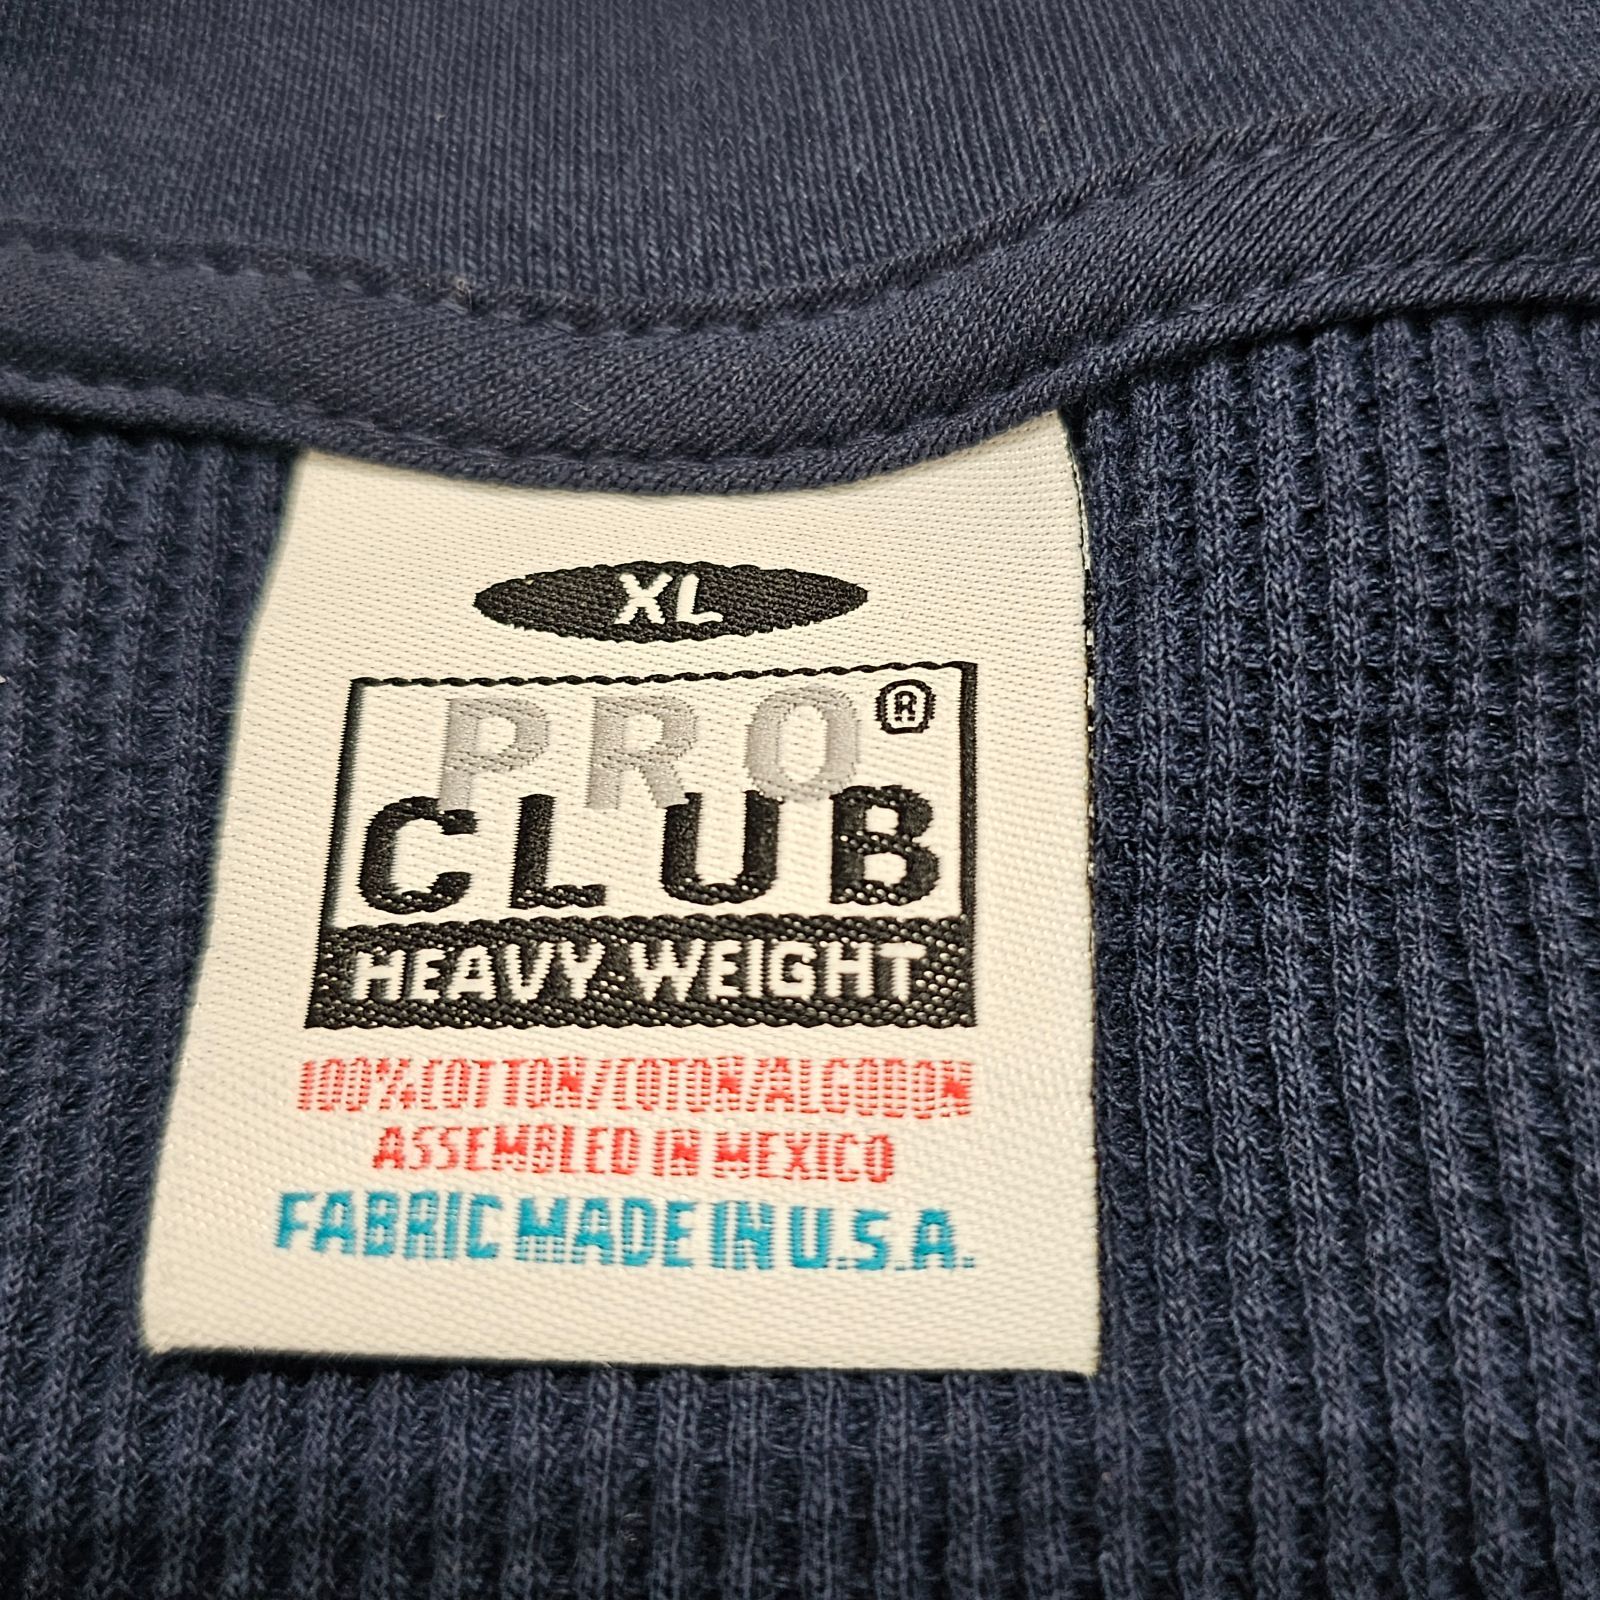 XL
PRO ®
CLUB
HEAVY WEIGHT
100% COTTON/COTON/ALGODON
ASSEMBLED IN MEXICO
FABRIC MADE IN U.S.A.